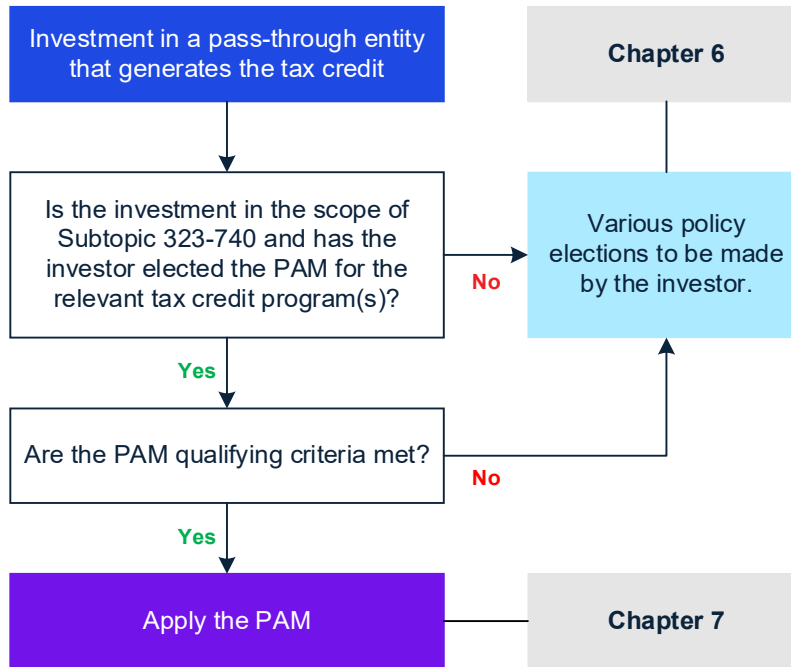 Investment in a pass-through entity
that generates the tax credit
Chapter 6
Is the investment in the scope of
Subtopic 323-740 and has the
investor elected the PAM for the
relevant tax credit program(s)?
No
Various policy
elections to be made
by the investor.
Yes
Are the PAM qualifying criteria met?
No
Yes
Apply the PAM
Chapter 7